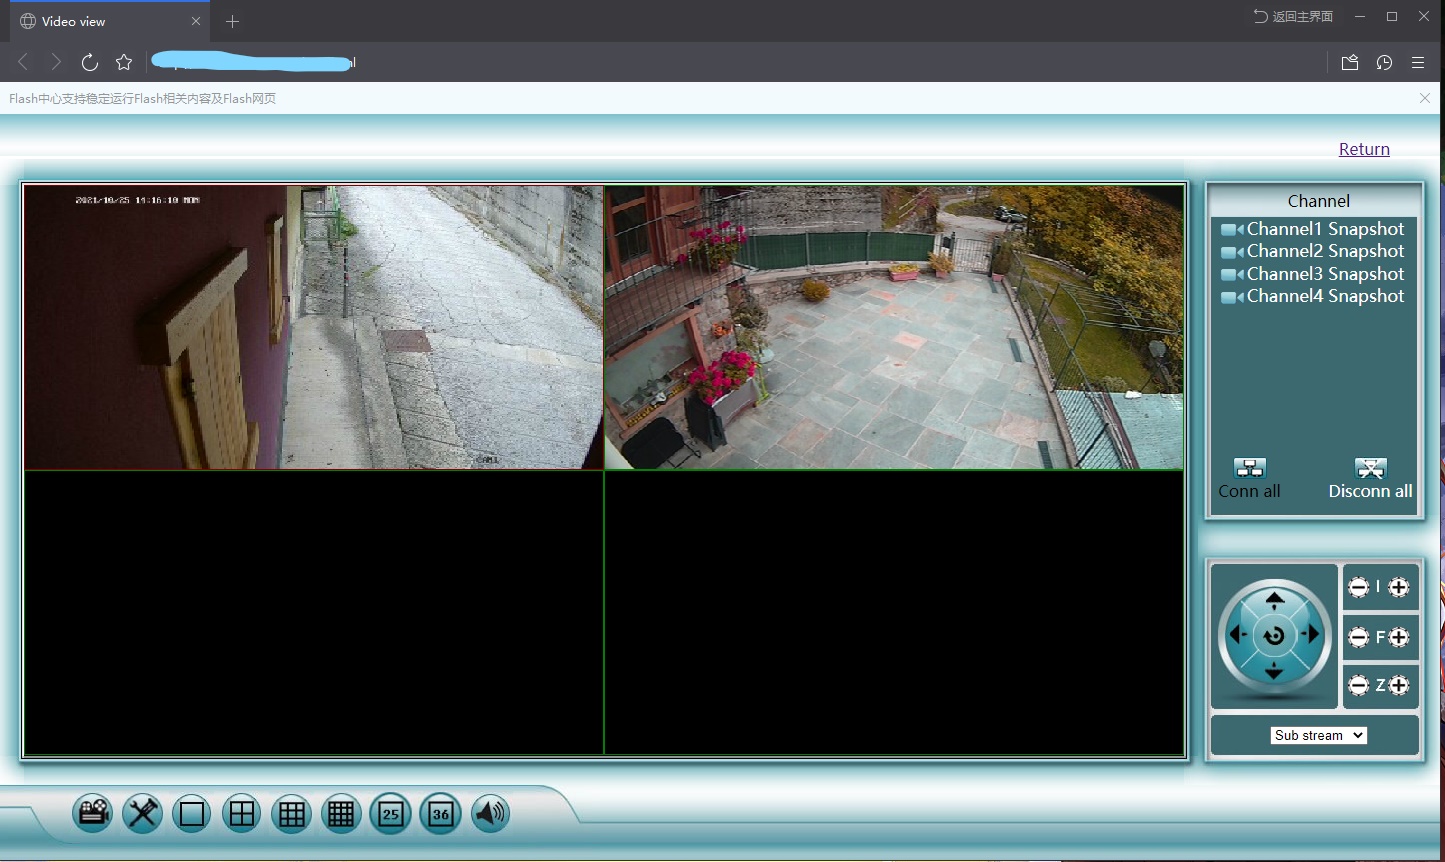 Video view
返回主界面
Flash中心支持稳定运行Flash相关内容及Flash网页
Return
2021/10/25 14:16:10 MON
CAM1
Channel
Channel1 Snapshot
Channel2 Snapshot
Channel3 Snapshot
Channel4 Snapshot
Conn all
Disconn all
I
F
Z
Sub stream
25
36